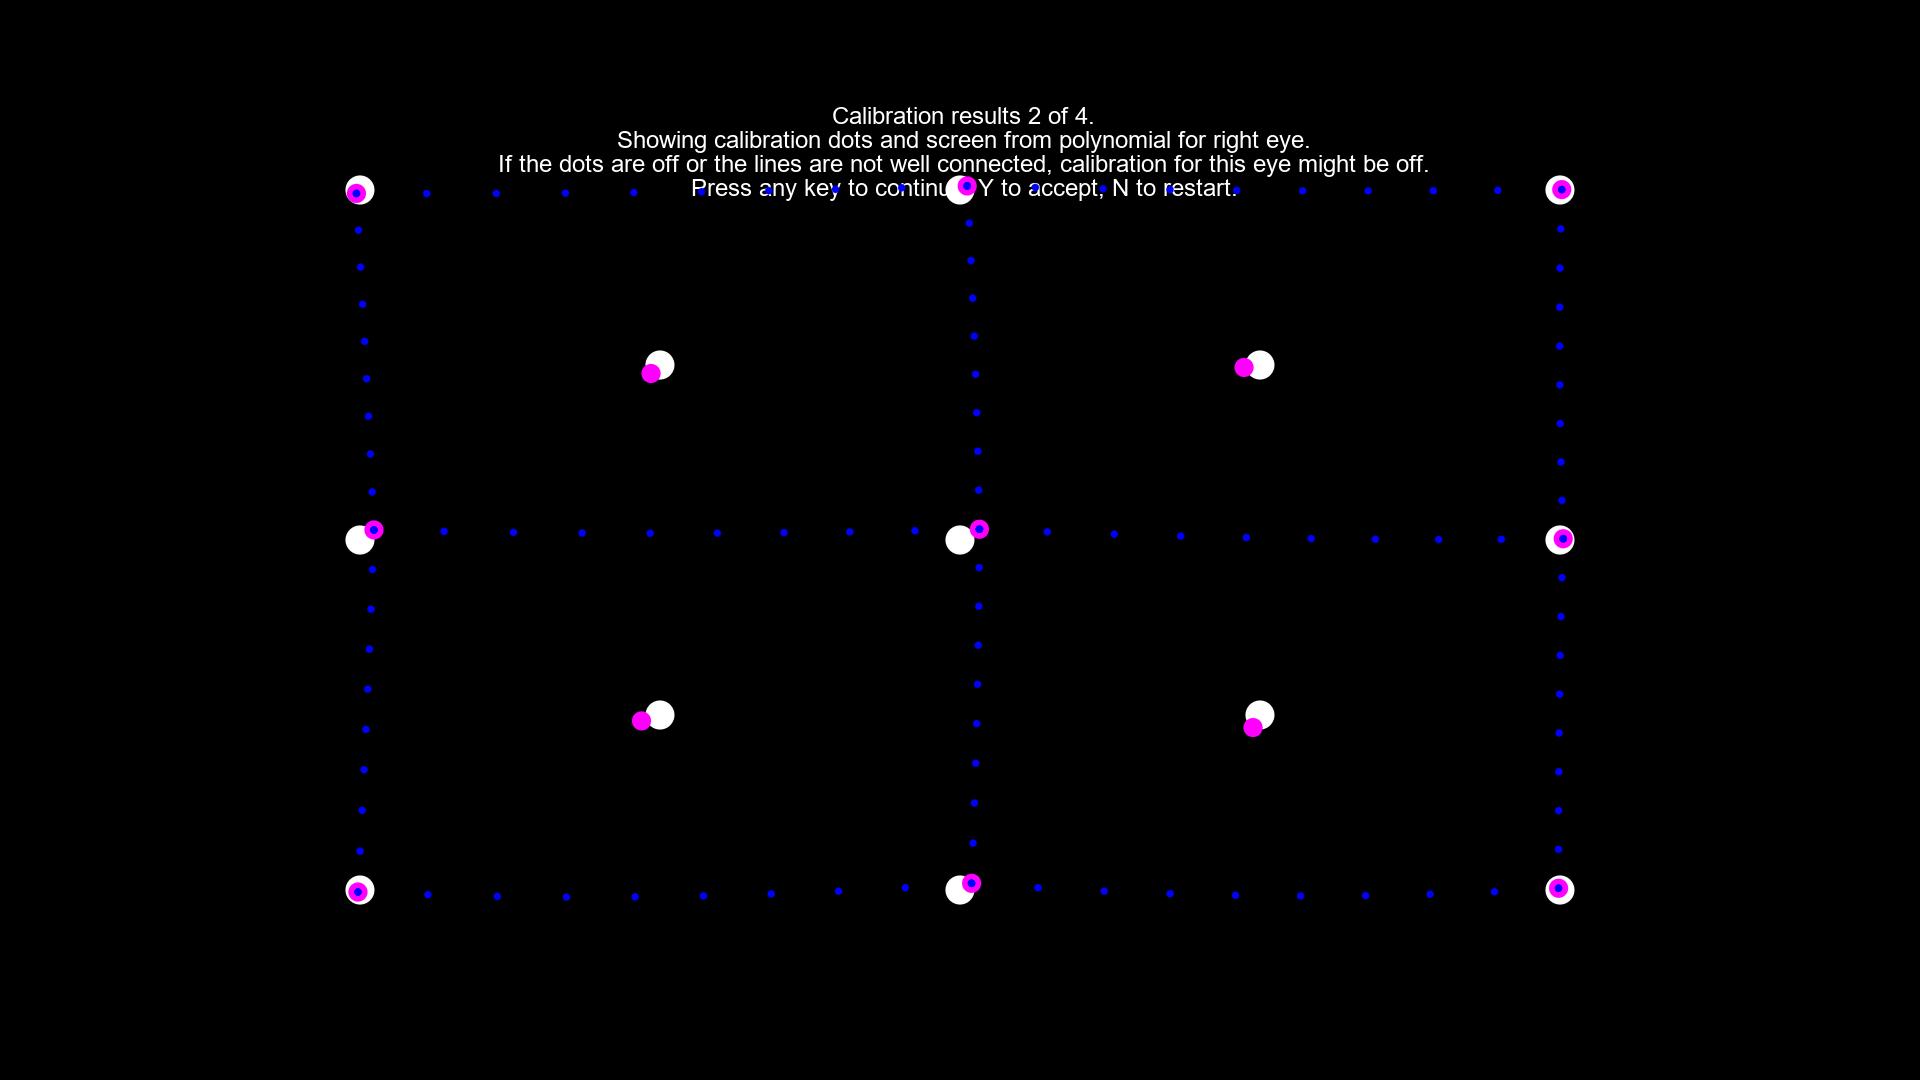 Calibration results 2 of 4.
Showing calibration dots and screen from polynomial for right eye.
If the dots are off or the lines are not well connected, calibration for this eye might be off.
Press any key to continue, Y to accept, N to restart.